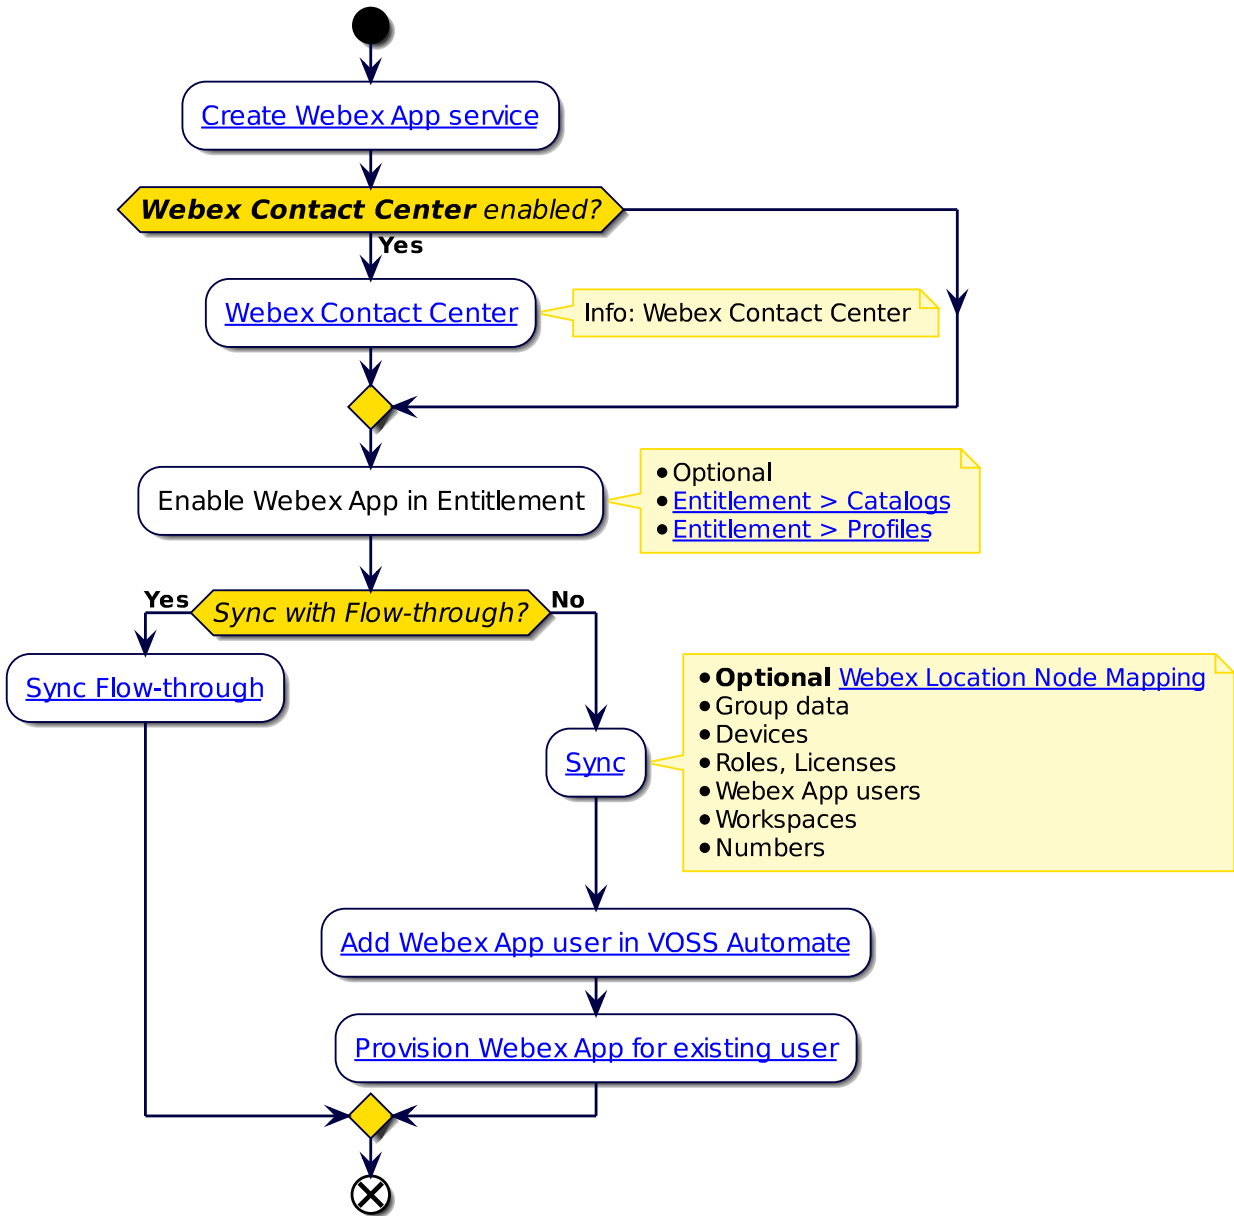 Create Webex App service
Webex Contact Center enabled?
Yes
Webex Contact Center
Info: Webex Contact Center
Enable Webex App in Entitlement
• Optional
• Entitlement > Catalogs
• Entitlement > Profiles
Yes
Sync with Flow-through?
No
Sync Flow-through
Sync
• Optional Webex Location Node Mapping
• Group data
• Devices
• Roles, Licenses
• Webex App users
• Workspaces
• Numbers
Add Webex App user in VOSS Automate
Provision Webex App for existing user